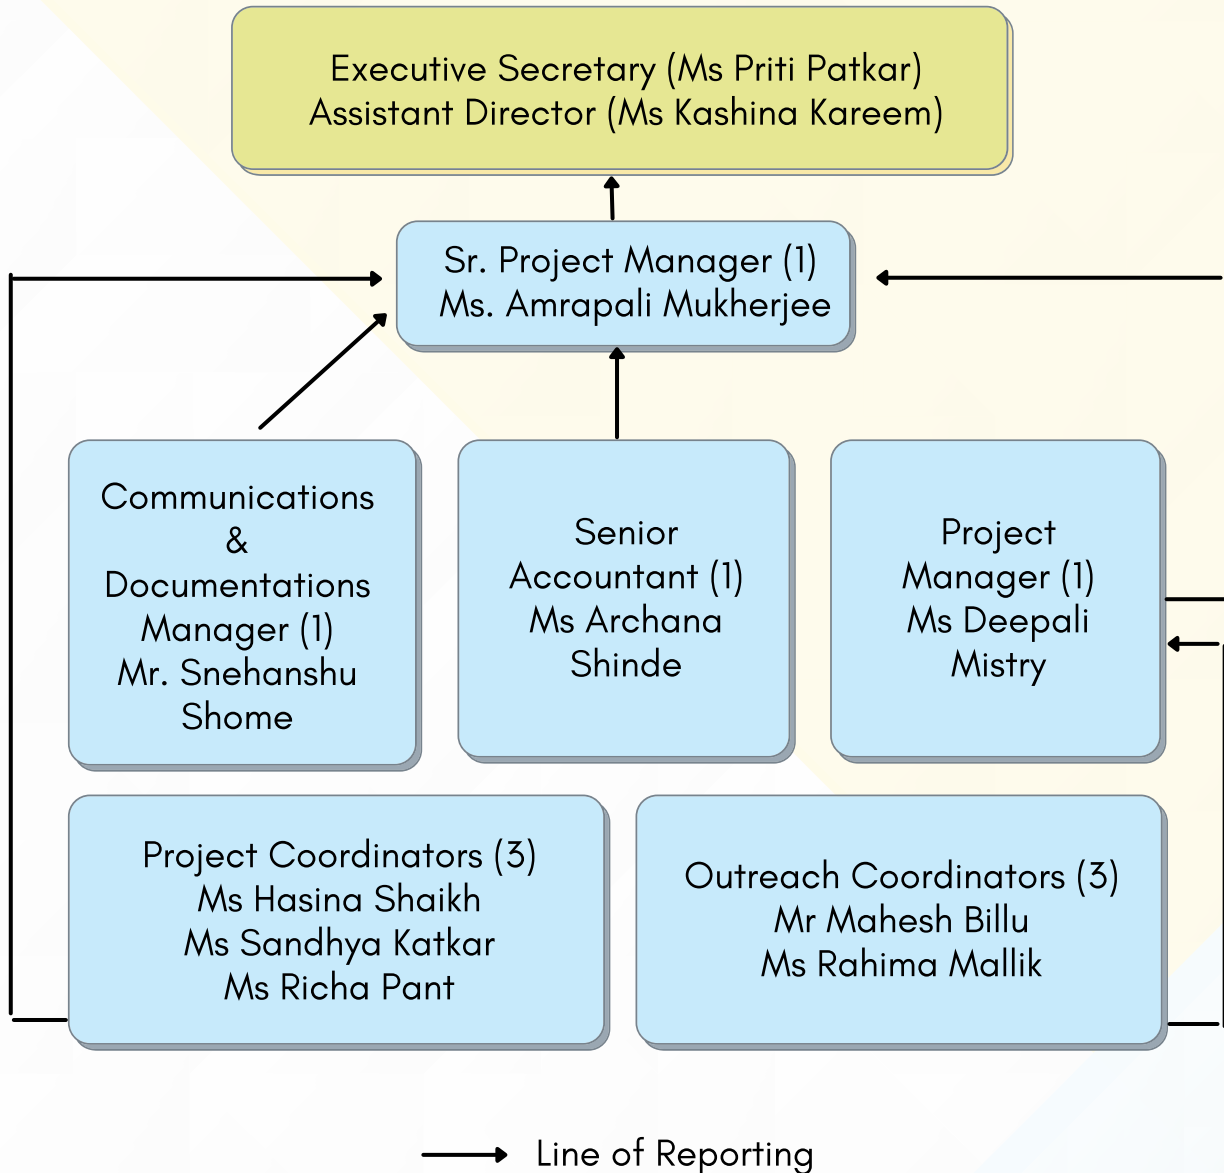 Executive Secretary (Ms Priti Patkar)
Assistant Director (Ms Kashina Kareem)
Sr. Project Manager (1)
Ms. Amrapali Mukherjee
Communications
&
Documentations
Manager (1)
Mr. Snehanshu
Shome
Senior
Accountant (1)
Ms Archana
Shinde
Project
Manager (1)
Ms Deepali
Mistry
Project Coordinators (3)
Ms Hasina Shaikh
Ms Sandhya Katkar
Ms Richa Pant
Outreach Coordinators (3)
Mr Mahesh Billu
Ms Rahima Mallik
Line of Reporting